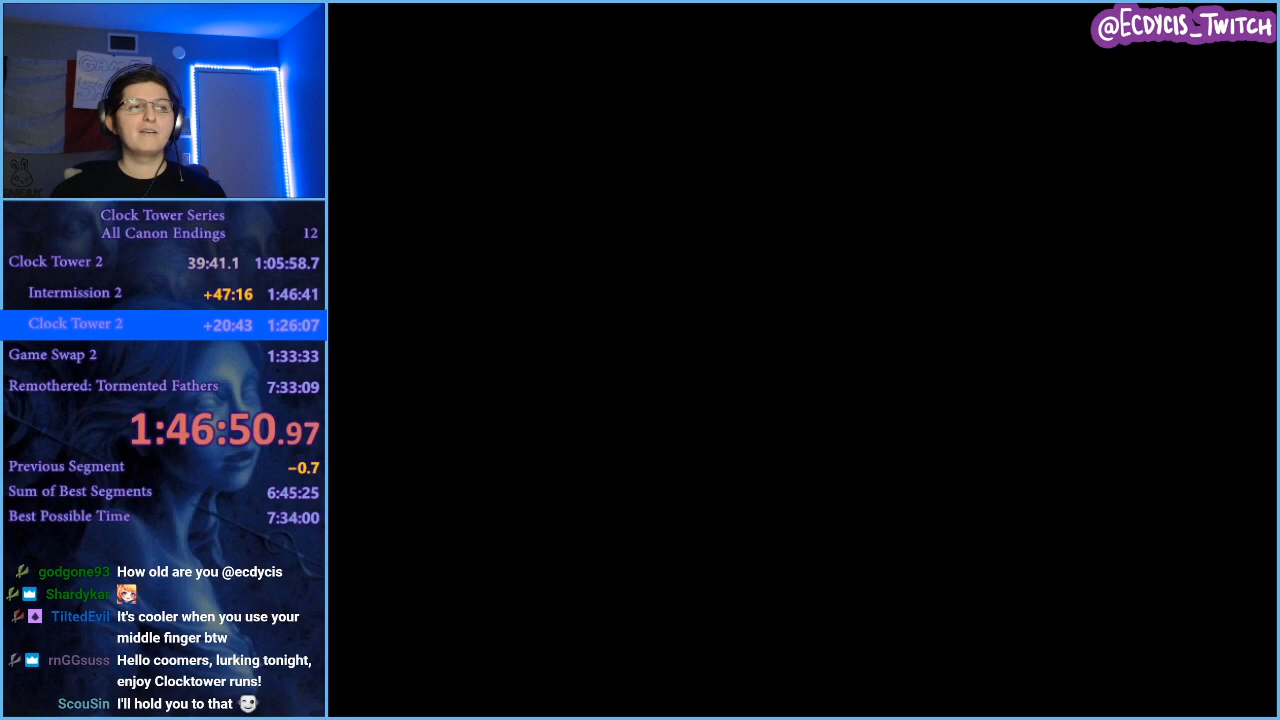 @ECDYCIS_TWITCH
Clock Tower Series
All Canon Endings 12
Clock Tower 2 39:41.1 1:05:58.7
Intermission 2 +47:16 1:46:41
Clock Tower 2 +20:43 1:26:07
Game Swap 2 1:33:33
Remothered: Tormented Fathers 7:33:09
1:46:50.97
Previous Segment −0.7
Sum of Best Segments 6:45:25
Best Possible Time 7:34:00
godgone93 How old are you @ecdycis
Shardykar
TiltedEvil It's cooler when you use your
middle finger btw
rnGGsuss Hello coomers, lurking tonight,
enjoy Clocktower runs!
ScouSin I'll hold you to that